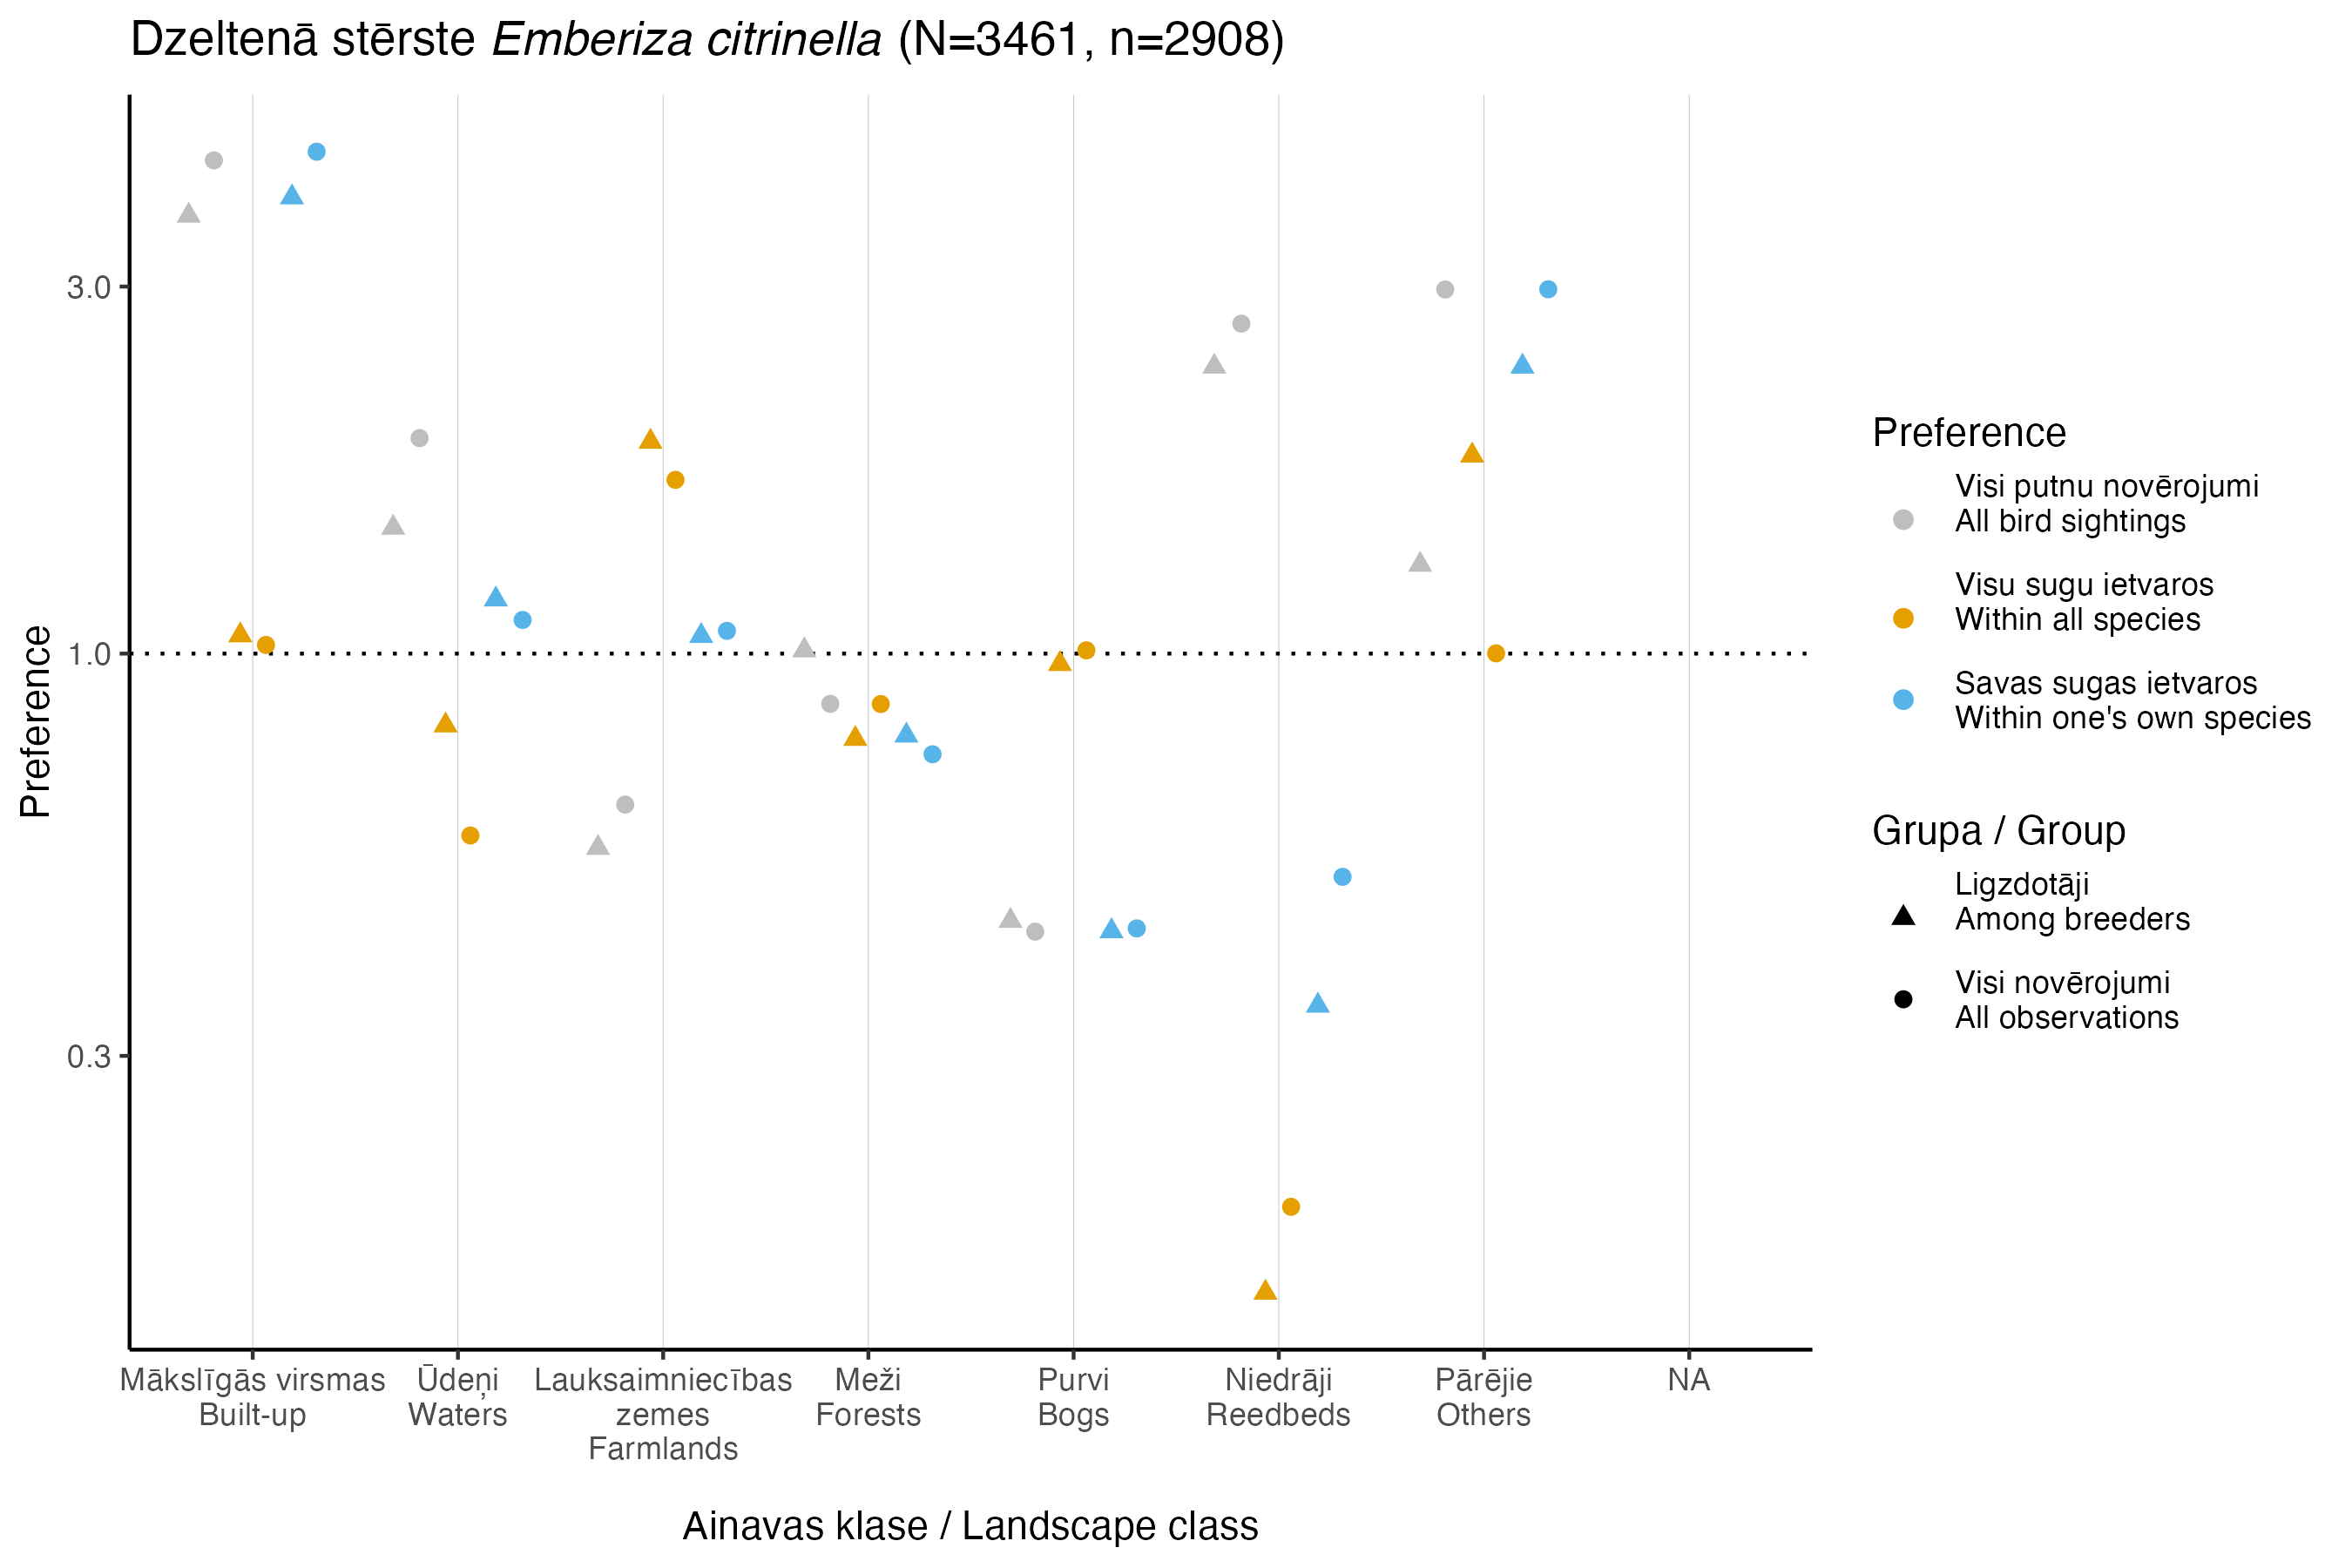 Dzeltenā stērste Emberiza citrinella (N=3461, n=2908)
Preference
3.0
1.0
0.3
Mākslīgās virsmas
Built-up
Ūdeņi
Waters
Lauksaimniecības
zemes
Farmlands
Meži
Forests
Purvi
Bogs
Niedrāji
Reedbeds
Pārējie
Others
NA
Ainavas klase / Landscape class
Preference
Visi putnu novērojumi
All bird sightings
Visu sugu ietvaros
Within all species
Savas sugas ietvaros
Within one's own species
Grupa / Group
Ligzdotāji
Among breeders
Visi novērojumi
All observations